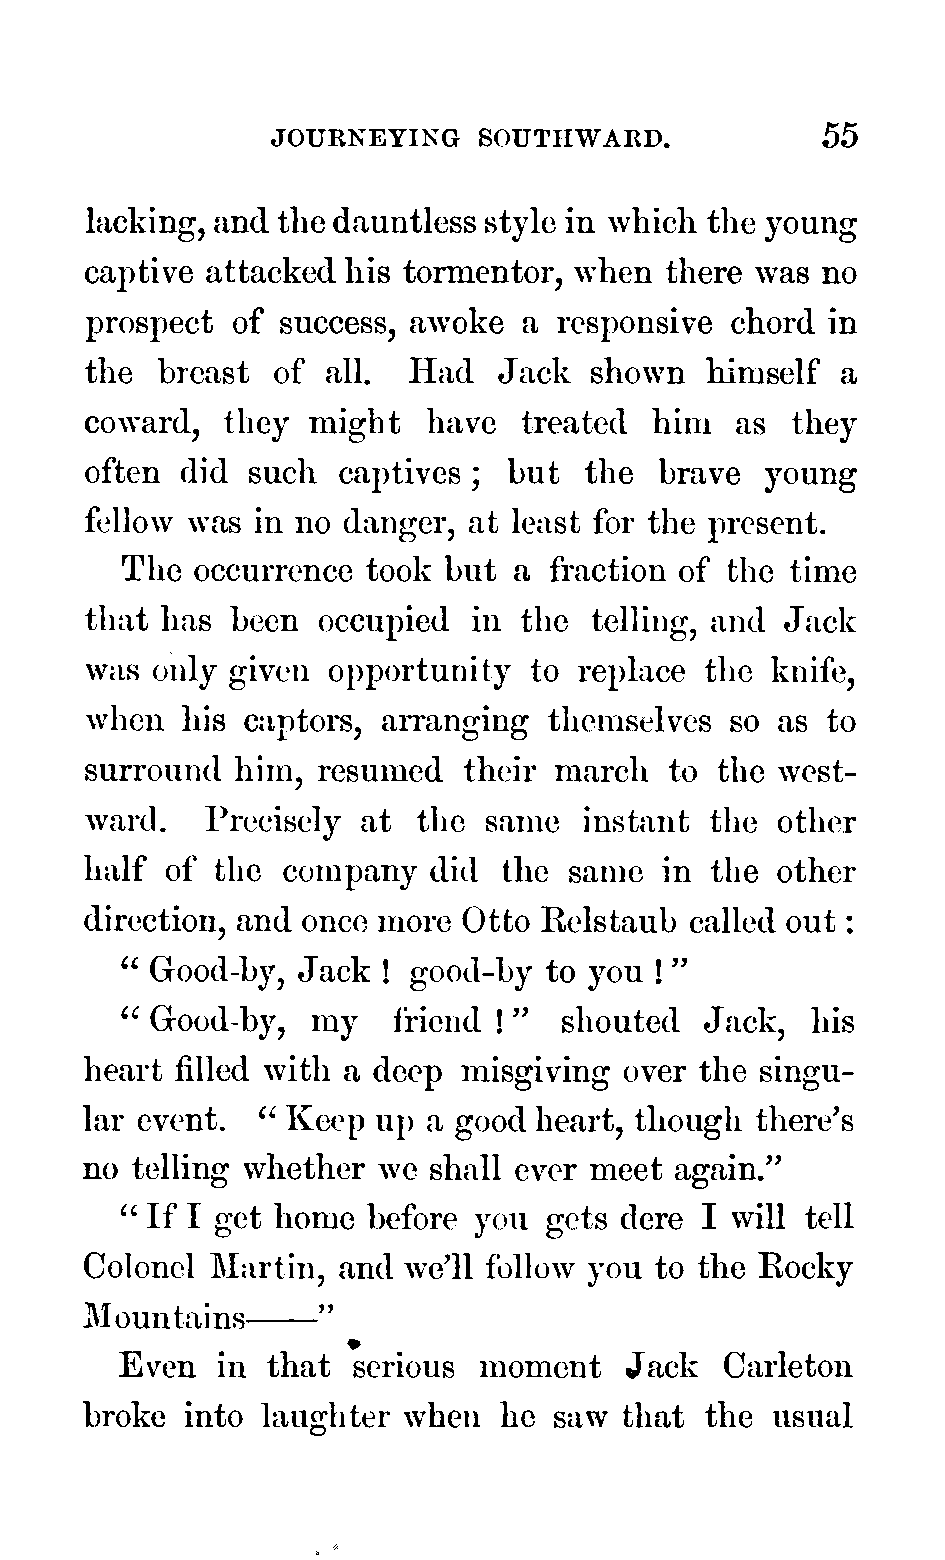 JOURNEYING SOUTHWARD. 55
lacking, and the dauntless style in which the young
captive attacked his tormentor, when there was no
prospect of success, awoke a responsive chord in
the breast of all. Had Jack shown himself a
coward, they might have treated him as they
often did such captives ; but the brave young
fellow was in no danger, at least for the present.
The occurrence took but a fraction of the time
that has been occupied in the telling, and Jack
was only given opportunity to replace the knife,
when his captors, arranging themselves so as to
surround him, resumed their march to the west-
ward. Precisely at the same instant the other
half of the company did the same in the other
direction, and once more Otto Relstaub called out :
“ Good-by, Jack ! good-by to you ! ”
“ Good-by, my friend ! ” shouted Jack, his
heart filled with a deep misgiving over the singu-
lar event. “ Keep up a good heart, though there’s
no telling whether we shall ever meet again.”
“ If I get home before you gets dere I will tell
Colonel Martin, and we’ll follow you to the Rocky
Mountains——”
Even in that serious moment Jack Carleton
broke into laughter when he saw that the usual